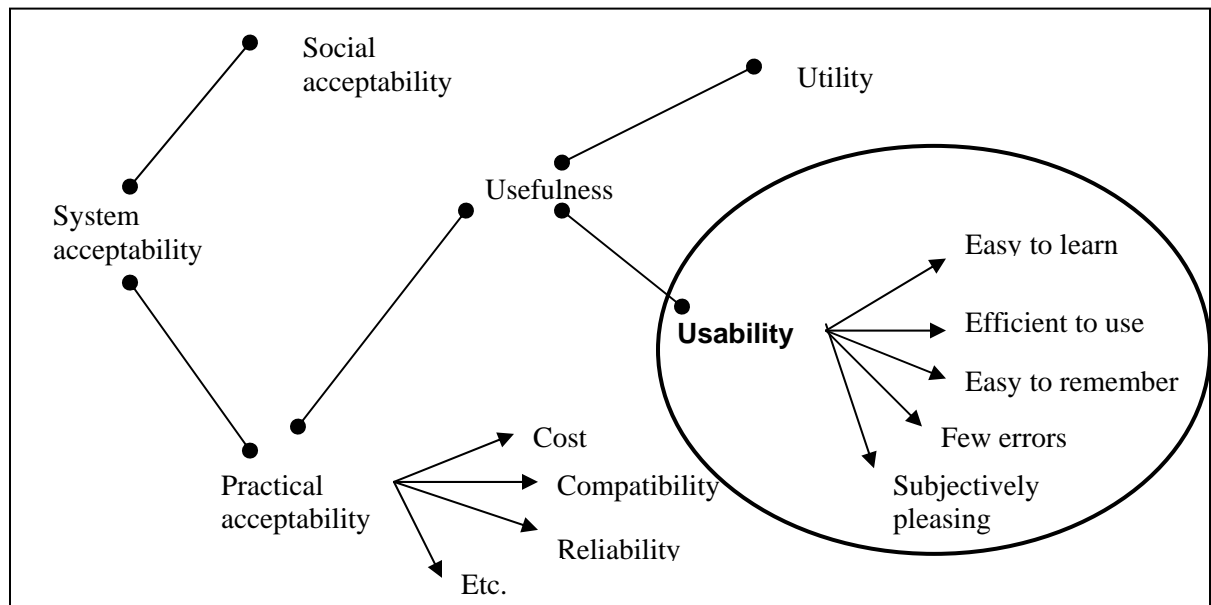 Social
acceptability
Utility
Usefulness
System
acceptability
Easy to learn
Usability
Efficient to use
Easy to remember
Few errors
Subjectively
pleasing
Cost
Practical
acceptability
Compatibility
Reliability
Etc.